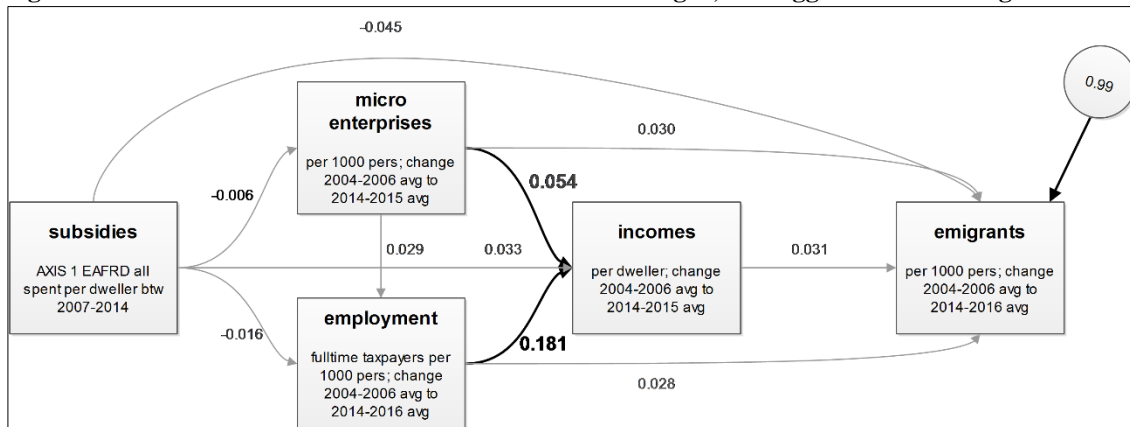 -0.045
0.99
micro
enterprises
per 1000 pers; change
2004-2006 avg to
2014-2015 avg
0.030
-0.006
0.054
subsidies
AXIS 1 EAFRD all
spent per dweller btw
2007-2014
0.029
0.033
incomes
per dweller; change
2004-2006 avg to
2014-2015 avg
0.031
emigrants
per 1000 pers; change
2004-2006 avg to
2014-2016 avg
-0.016
employment
fulltime taxpayers per
1000 pers; change
2004-2006 avg to
2014-2016 avg
0.181
0.028